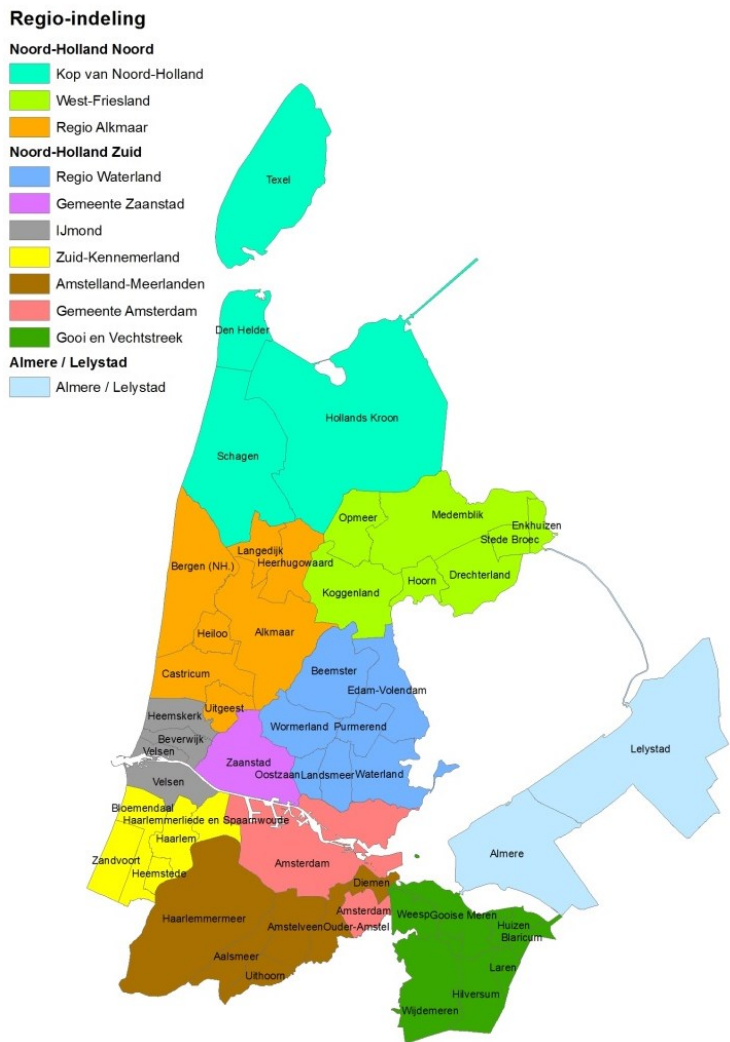 Regio-indeling
Noord-Holland Noord
Kop van Noord-Holland
West-Friesland
Regio Alkmaar
Noord-Holland Zuid
Regio Waterland
Gemeente Zaanstad
IJmond
Zuid-Kennemerland
Amstelland-Meerlanden
Gemeente Amsterdam
Gooi en Vechtstreek
Almere / Lelystad
Almere / Lelystad
Texel
Den Helder
Hollands Kroon
Schagen
Opmeer
Medemblik
Enkhuizen
Stede Broec
Langedijk
Heerhugowaard
Bergen (NH.)
Hoorn
Drechterland
Koggenland
Heiloo
Alkmaar
Castricum
Beemster
Edam-Volendam
Uitgeest
Heemskerk
Wormerland
Purmerend
Beverwijk
Velsen
Zaanstad
Oostzaan
Landsmeer
Waterland
Lelystad
Velsen
Bloemendaal
Haarlemmerliede en Spaarnwoude
Haarlem
Zandvoort
Heemstede
Amsterdam
Almere
Diemen
Haarlemmermeer
Amsterdam
Amstelveen
Ouder-Amstel
Weesp
Gooise Meren
Huizen
Blaricum
Aalsmeer
Uithoorn
Laren
Hilversum
Wijdemeren